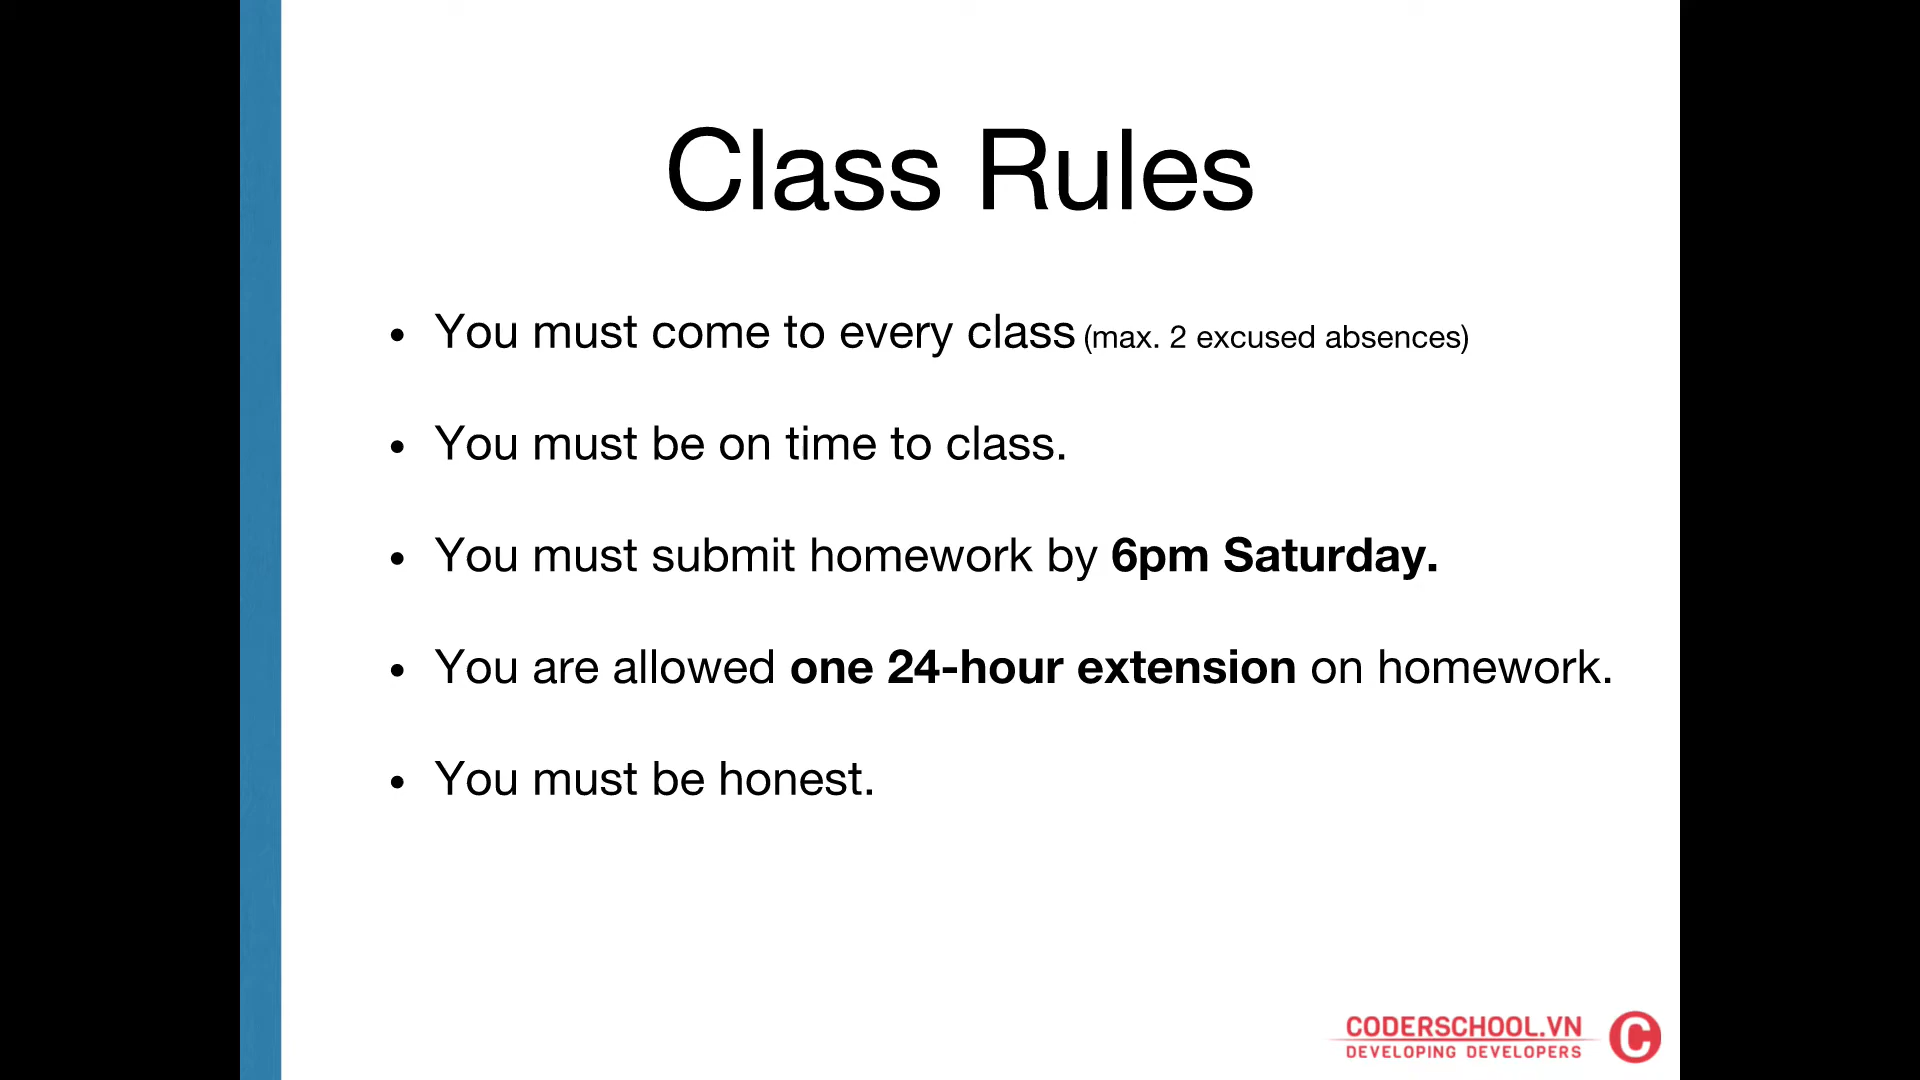 Class Rules
• You must come to every class (max. 2 excused absences)
• You must be on time to class.
• You must submit homework by 6pm Saturday.
• You are allowed one 24-hour extension on homework.
• You must be honest.
CODERSCHOOL.VN
DEVELOPING DEVELOPERS
C